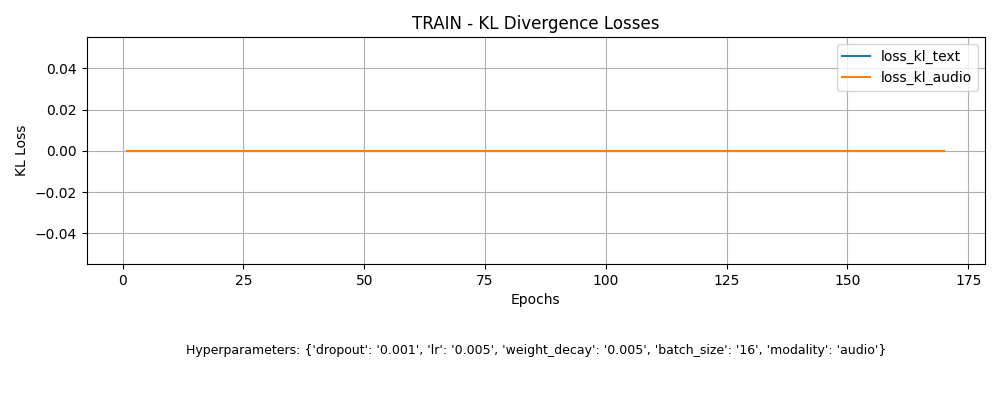 TRAIN - KL Divergence Losses
loss_kl_text
loss_kl_audio
0.04
0.02
0.00
−0.02
−0.04
KL Loss
0 25 50 75 100 125 150 175
Epochs
Hyperparameters: {'dropout': '0.001', 'lr': '0.005', 'weight_decay': '0.005', 'batch_size': '16', 'modality': 'audio'}